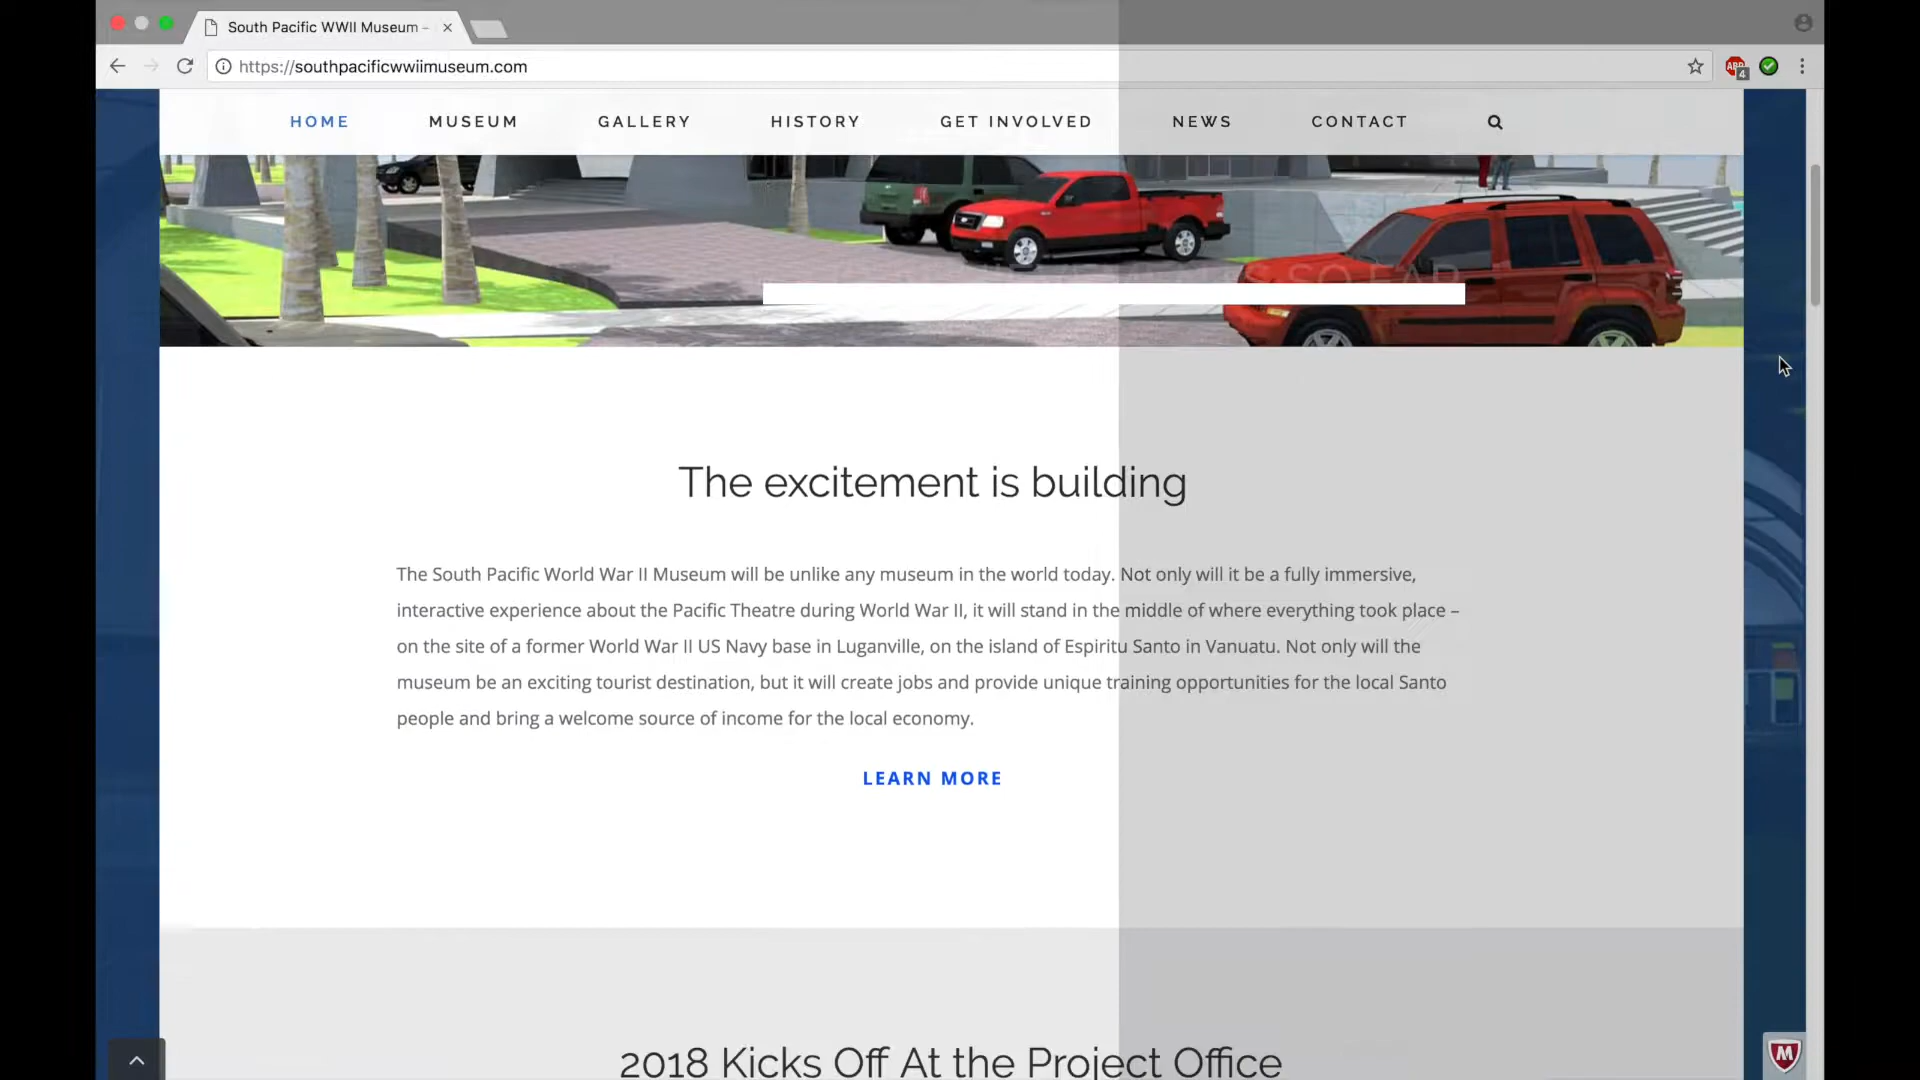 South Pacific WWII Museum –
https://southpacificwwiimuseum.com
ABP
4
HOME MUSEUM GALLERY HISTORY GET INVOLVED NEWS CONTACT
SO FAR
The excitement is building
The South Pacific World War II Museum will be unlike any museum in the world today. Not only will it be a fully immersive,
interactive experience about the Pacific Theatre during World War II, it will stand in the middle of where everything took place –
on the site of a former World War II US Navy base in Luganville, on the island of Espiritu Santo in Vanuatu. Not only will the
museum be an exciting tourist destination, but it will create jobs and provide unique training opportunities for the local Santo
people and bring a welcome source of income for the local economy.
LEARN MORE
2018 Kicks Off At the Project Office